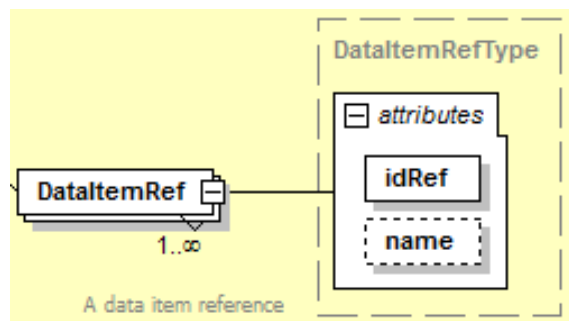 DataItemRefType
attributes
idRef
DataItemRef
name
1..∞
A data item reference